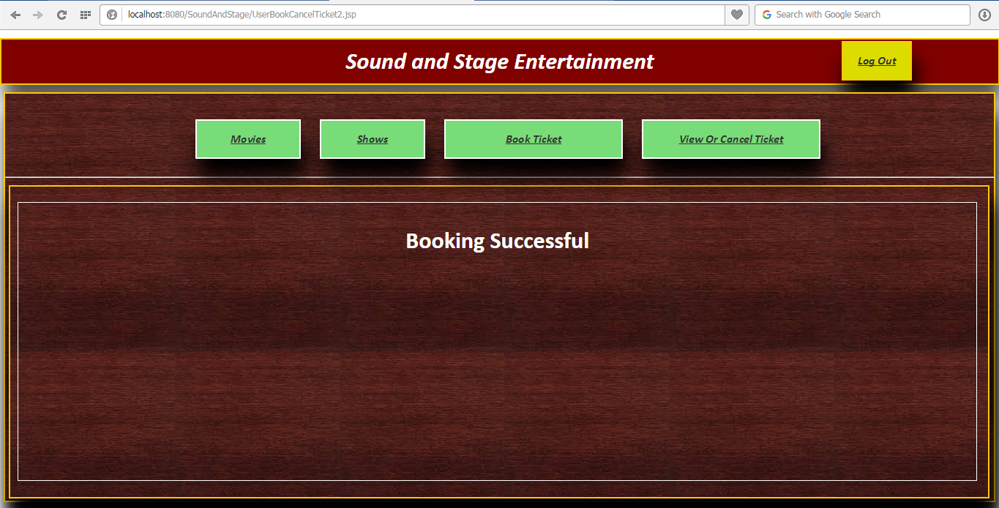 localhost:8080/SoundAndStage/UserBookCancelTicket2.jsp
Search with Google Search
Sound and Stage Entertainment
Log Out
Movies
Shows
Book Ticket
View Or Cancel Ticket
Booking Successful